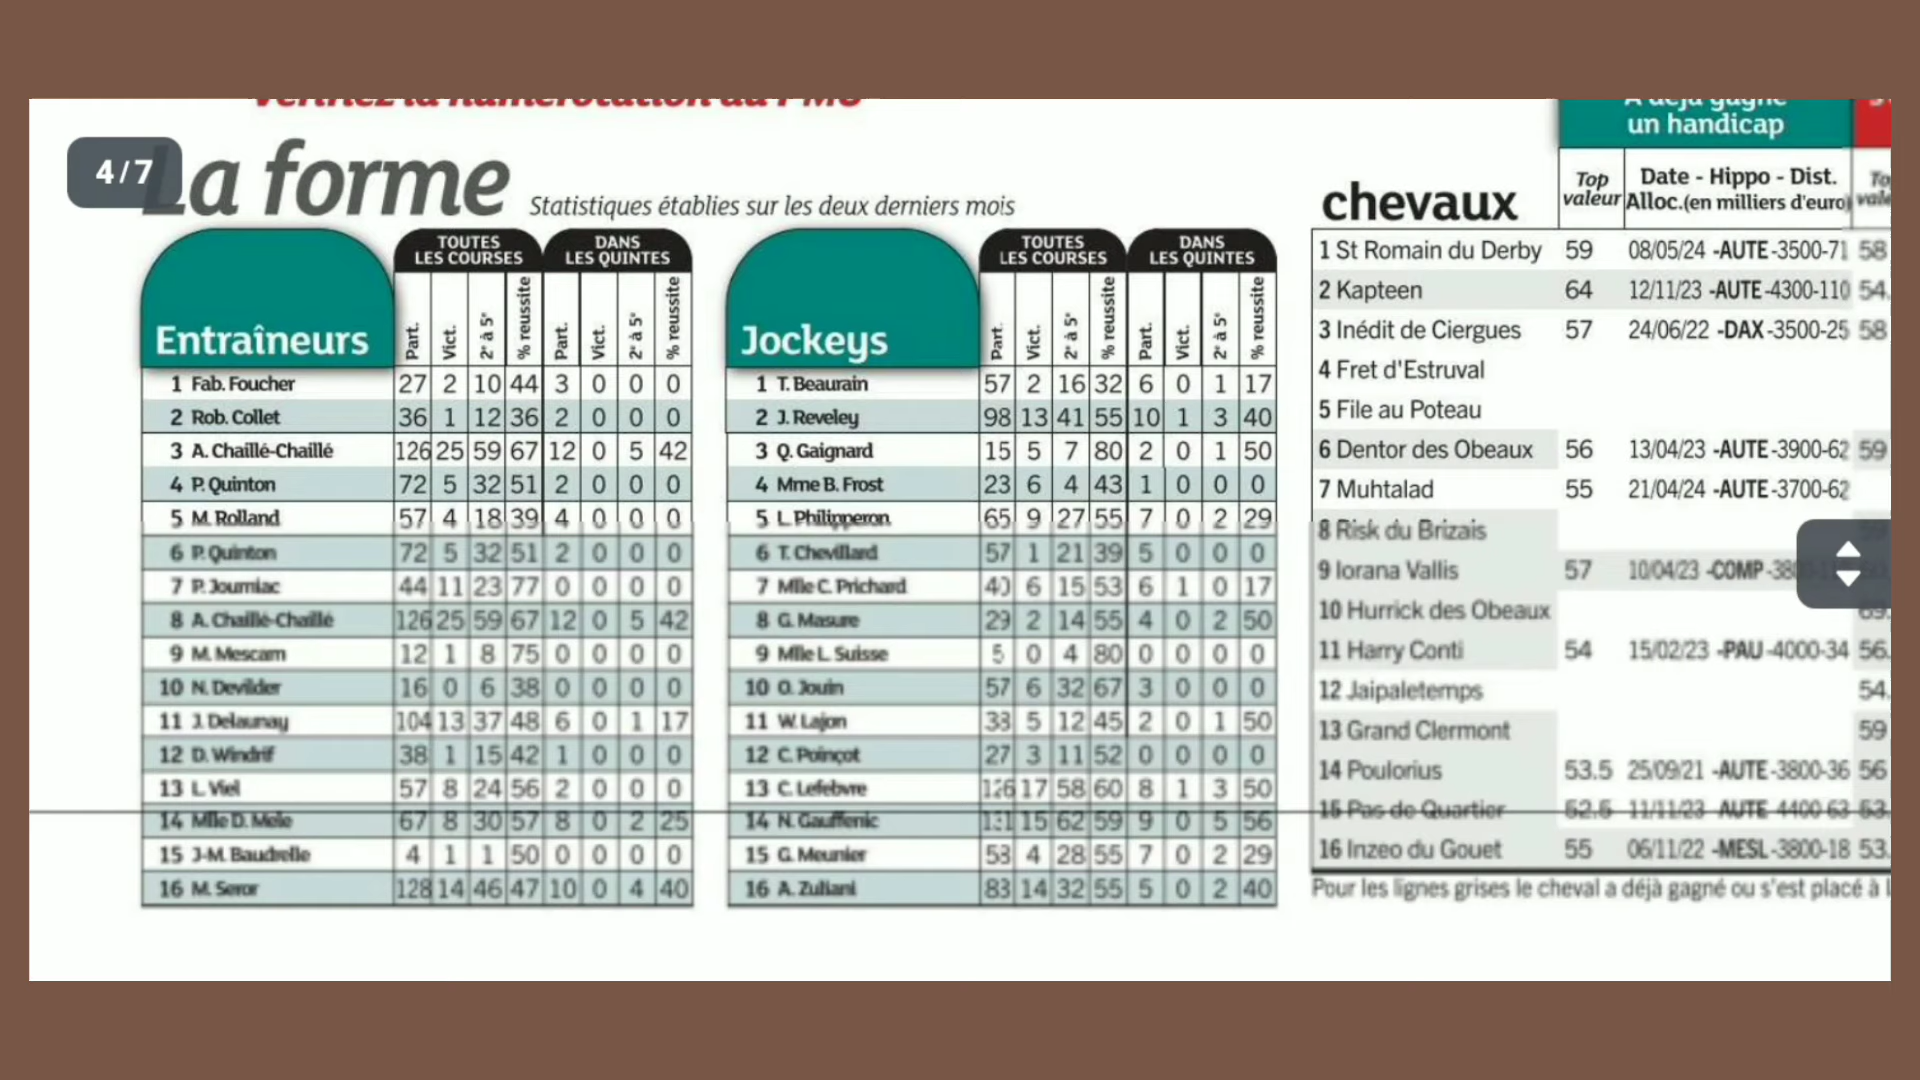 Vérifiez la numérotation au PMU
4/7
La forme Statistiques établies sur les deux derniers mois
TOUTES LES COURSES
DANS LES QUINTES
Entraîneurs Part. Vict. 2e à 5e % reussite Part. Vict. 2e à 5e % reussite
1 Fab. Foucher 27 2 10 44 3 0 0 0
2 Rob. Collet 36 1 12 36 2 0 0 0
3 A. Chaillé-Chaillé 126 25 59 67 12 0 5 42
4 P. Quinton 72 5 32 51 2 0 0 0
5 M. Rolland 57 4 18 39 4 0 0 0
6 P. Quinton 72 5 32 51 2 0 0 0
7 P. Journiac 44 11 23 77 0 0 0 0
8 A. Chaillé-Chaillé 126 25 59 67 12 0 5 42
9 M. Mescam 12 1 8 75 0 0 0 0
10 N. Devilder 16 0 6 38 0 0 0 0
11 J. Delaunay 104 13 37 48 6 0 1 17
12 D. Windrif 38 1 15 42 1 0 0 0
13 L. Viel 57 8 24 56 2 0 0 0
14 Mlle D. Mele 67 8 30 57 8 0 2 25
15 J-M. Baudrelle 4 1 1 50 0 0 0 0
16 M. Seror 128 14 46 47 10 0 4 40
TOUTES LES COURSES
DANS LES QUINTES
Jockeys Part. Vict. 2e à 5e % reussite Part. Vict. 2e à 5e % reussite
1 T. Beaurain 57 2 16 32 6 0 1 17
2 J. Reveley 98 13 41 55 10 1 3 40
3 Q. Gaignard 15 5 7 80 2 0 1 50
4 Mme B. Frost 23 6 4 43 1 0 0 0
5 L. Philipperon 65 9 27 55 7 0 2 29
6 T. Chevillard 57 1 21 39 5 0 0 0
7 Mlle C. Prichard 40 6 15 53 6 1 0 17
8 G. Masure 29 2 14 55 4 0 2 50
9 Mlle L. Suisse 5 0 4 80 0 0 0 0
10 O. Jouin 57 6 32 67 3 0 0 0
11 W. Lajon 38 5 12 45 2 0 1 50
12 C. Poinçot 27 3 11 52 0 0 0 0
13 C. Lefebvre 126 17 58 60 8 1 3 50
14 N. Gauffenic 131 15 62 59 9 0 5 56
15 G. Meunier 58 4 28 55 7 0 2 29
16 A. Zuliani 83 14 32 55 5 0 2 40
A déjà gagné
un handicap
chevaux
Top valeur
Date - Hippo - Dist.
Alloc.(en milliers d'euro)
1 St Romain du Derby 59 08/05/24 -AUTE-3500-71 58
2 Kapteen 64 12/11/23 -AUTE-4300-110 54.
3 Inédit de Ciergues 57 24/06/22 -DAX-3500-25 58
4 Fret d'Estruval
5 File au Poteau
6 Dentor des Obeaux 56 13/04/23 -AUTE-3900-62 59
7 Muhtalad 55 21/04/24 -AUTE-3700-62
8 Risk du Brizais
9 Iorana Vallis 57 10/04/23 -COMP-38
10 Hurrick des Obeaux
11 Harry Conti 54 15/02/23 -PAU-4000-34 56.
12 Jaipaletemps 54.
13 Grand Clermont 59
14 Poulorius 53.5 25/09/21 -AUTE-3800-36 56
15 Pas de Quartier 52.5 11/11/23 -AUTE-4400-63 53.
16 Inzeo du Gouet 55 06/11/22 -MESL-3800-18 53.
Pour les lignes grises le cheval a déjà gagné ou s'est placé à